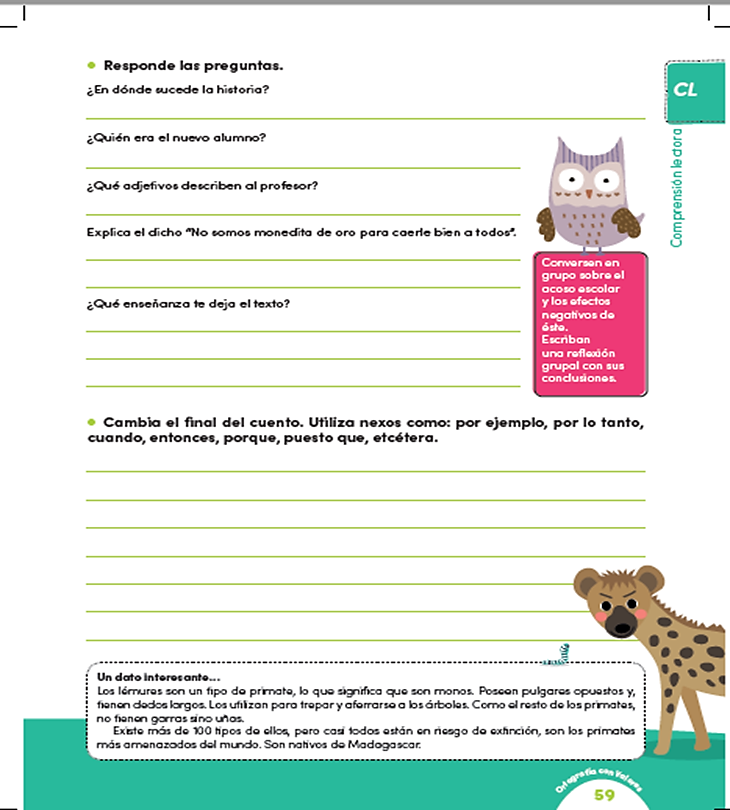 Responde las preguntas.
¿En dónde sucede la historia?
¿Quién era el nuevo alumno?
¿Qué adjetivos describen al profesor?
Explica el dicho “No somos monedita de oro para caerle bien a todos”.
¿Qué enseñanza te deja el texto?
CL
Comprensión lectora
Conversen en
grupo sobre el
acoso escolar
y los efectos
negativos de
éste.
Escriban
una reflexión
grupal con sus
conclusiones.
Cambia el final del cuento. Utiliza nexos como: por ejemplo, por lo tanto,
cuando, entonces, porque, puesto que, etcétera.
Un dato interesante...
Los lémures son un tipo de primate, lo que significa que son monos. Poseen pulgares opuestos y,
tienen dedos largos. Los utilizan para trepar y aferrarse a los árboles. Como el resto de los primates,
no tienen garras sino uñas.
Existe más de 100 tipos de ellos, pero casi todos están en riesgo de extinción, son los primates
más amenazados del mundo. Son nativos de Madagascar.
Ortografía con Valores
59